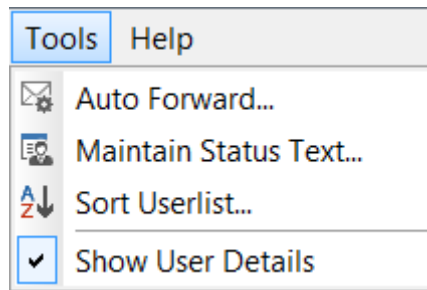 Tools Help
Auto Forward...
Maintain Status Text...
Sort Userlist...
Show User Details